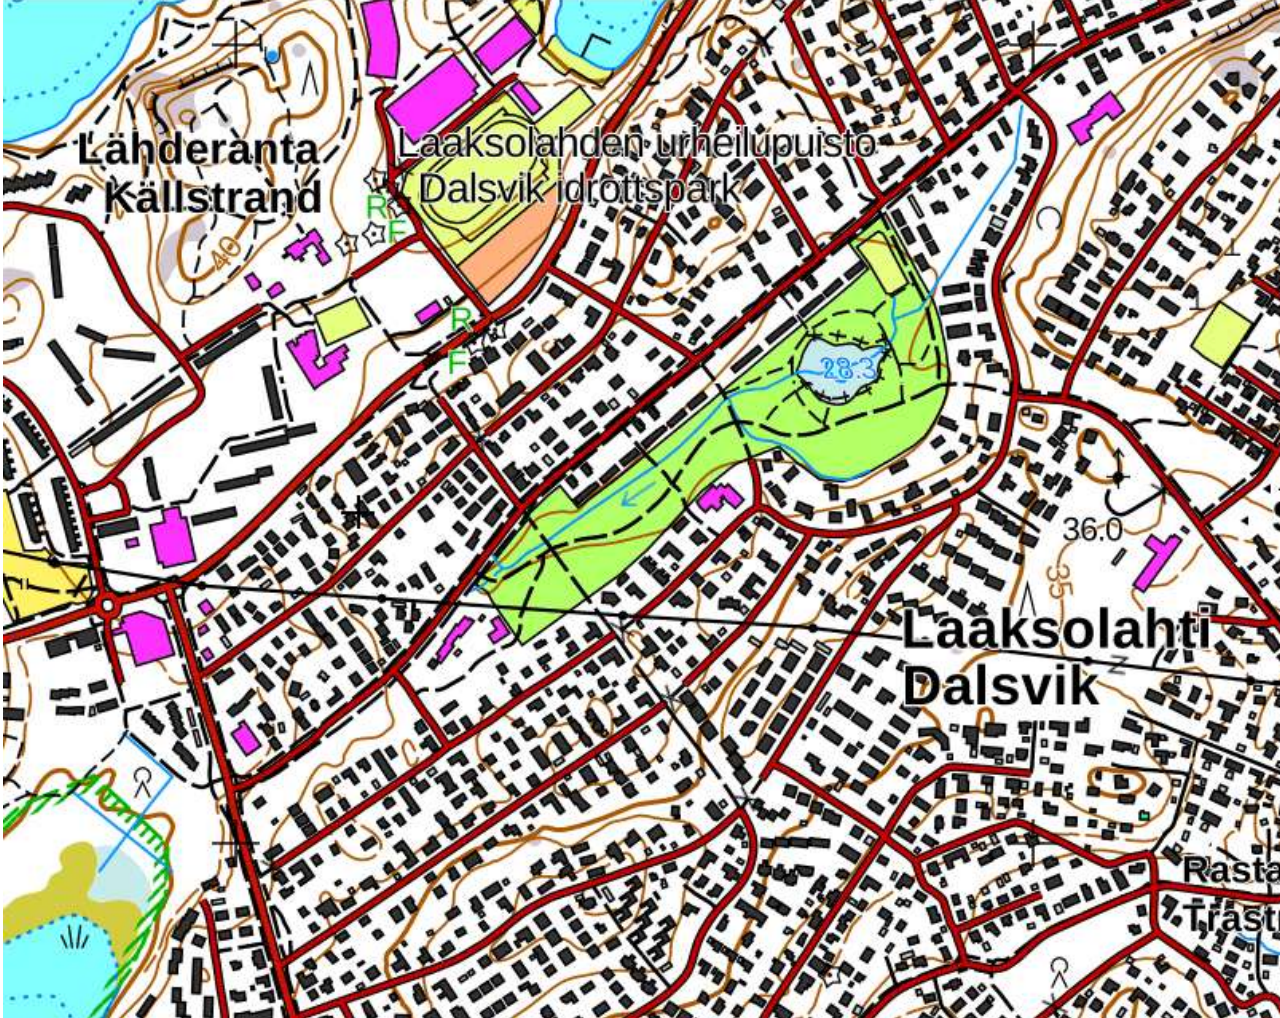 Laaksolahden urheilupuisto
Dalsvik idrottspark
Lähderanta
Källstrand
R
F
40
R
F
28.3
36.0
35
Laaksolahti
Dalsvik
Z
Rasta
Trast